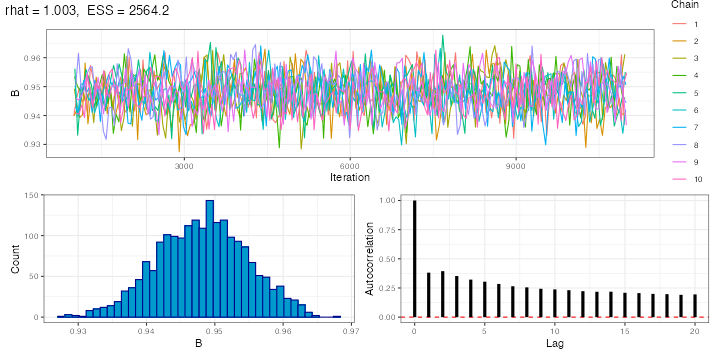 rhat = 1.003,  ESS = 2564.2
Chain
1
2
3
4
5
6
7
8
9
10
B
0.96
0.95
0.94
0.93
3000 6000 9000
Iteration
Count
150
100
50
0
0.93 0.94 0.95 0.96 0.97
B
Autocorrelation
1.00
0.75
0.50
0.25
0.00
0 5 10 15 20
Lag